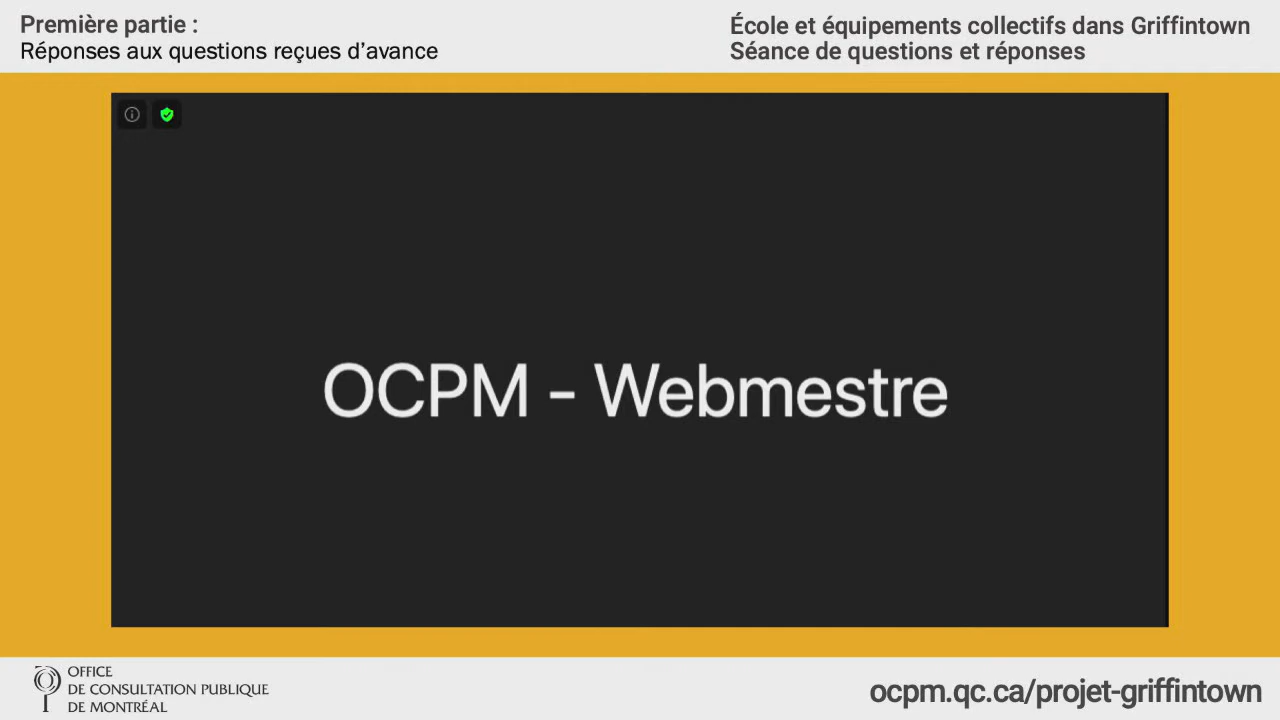 Première partie :
Réponses aux questions reçues d’avance
École et équipements collectifs dans Griffintown
Séance de questions et réponses
OCPM - Webmestre
OFFICE
DE CONSULTATION PUBLIQUE
DE MONTRÉAL
ocpm.qc.ca/projet-griffintown